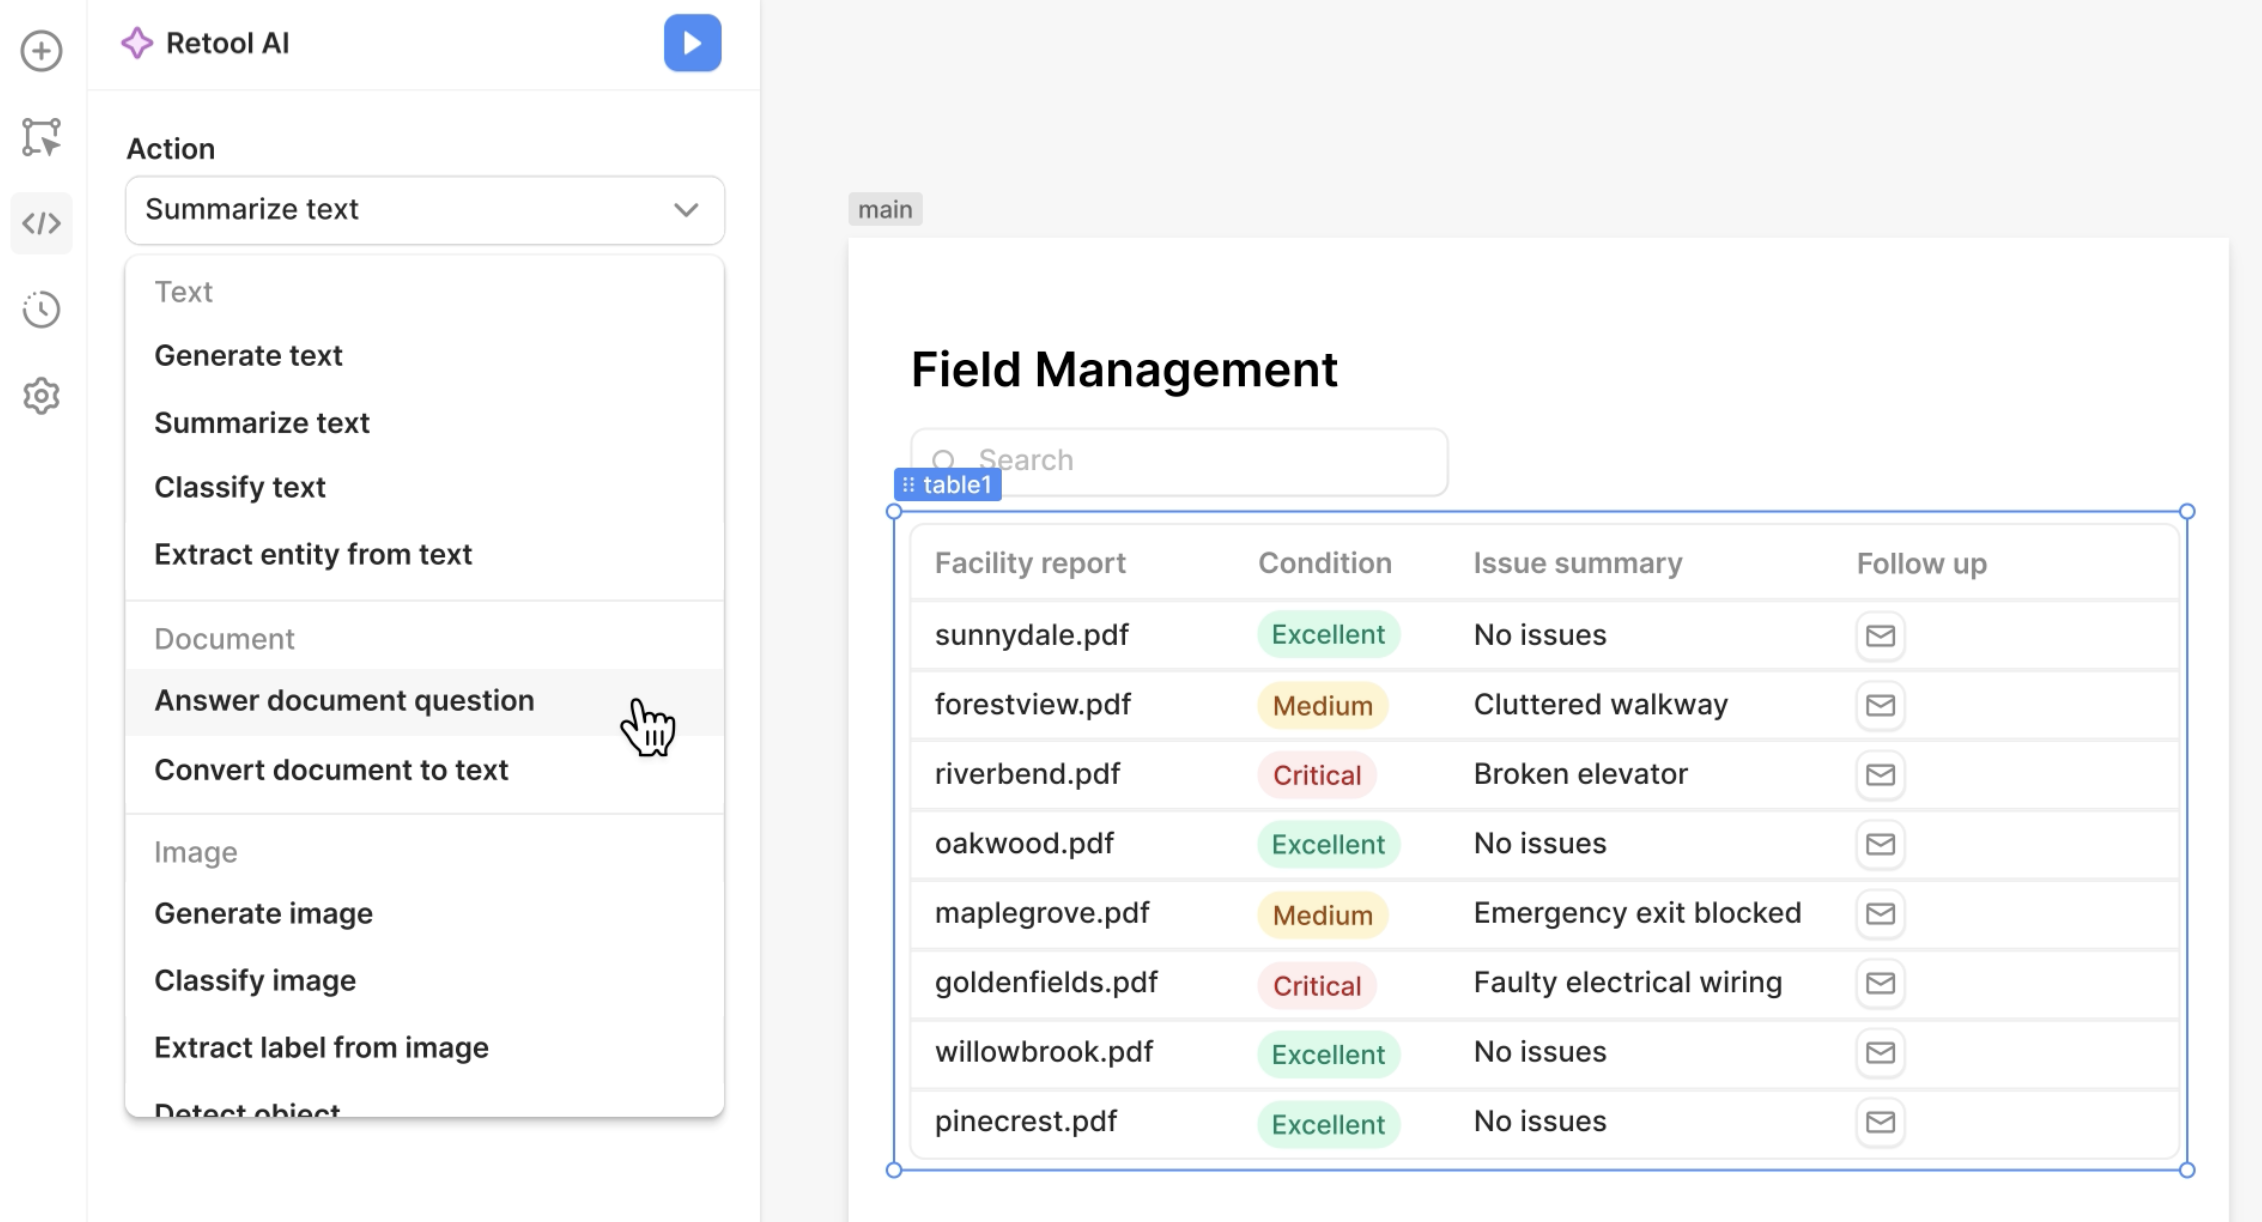 Retool AI
Action
Summarize text
Text
Generate text
Summarize text
Classify text
Extract entity from text
Document
Answer document question
Convert document to text
Image
Generate image
Classify image
Extract label from image
Detect object
main
Field Management
Search
table1
Facility report Condition Issue summary Follow up
sunnydale.pdf Excellent No issues
forestview.pdf Medium Cluttered walkway
riverbend.pdf Critical Broken elevator
oakwood.pdf Excellent No issues
maplegrove.pdf Medium Emergency exit blocked
goldenfields.pdf Critical Faulty electrical wiring
willowbrook.pdf Excellent No issues
pinecrest.pdf Excellent No issues